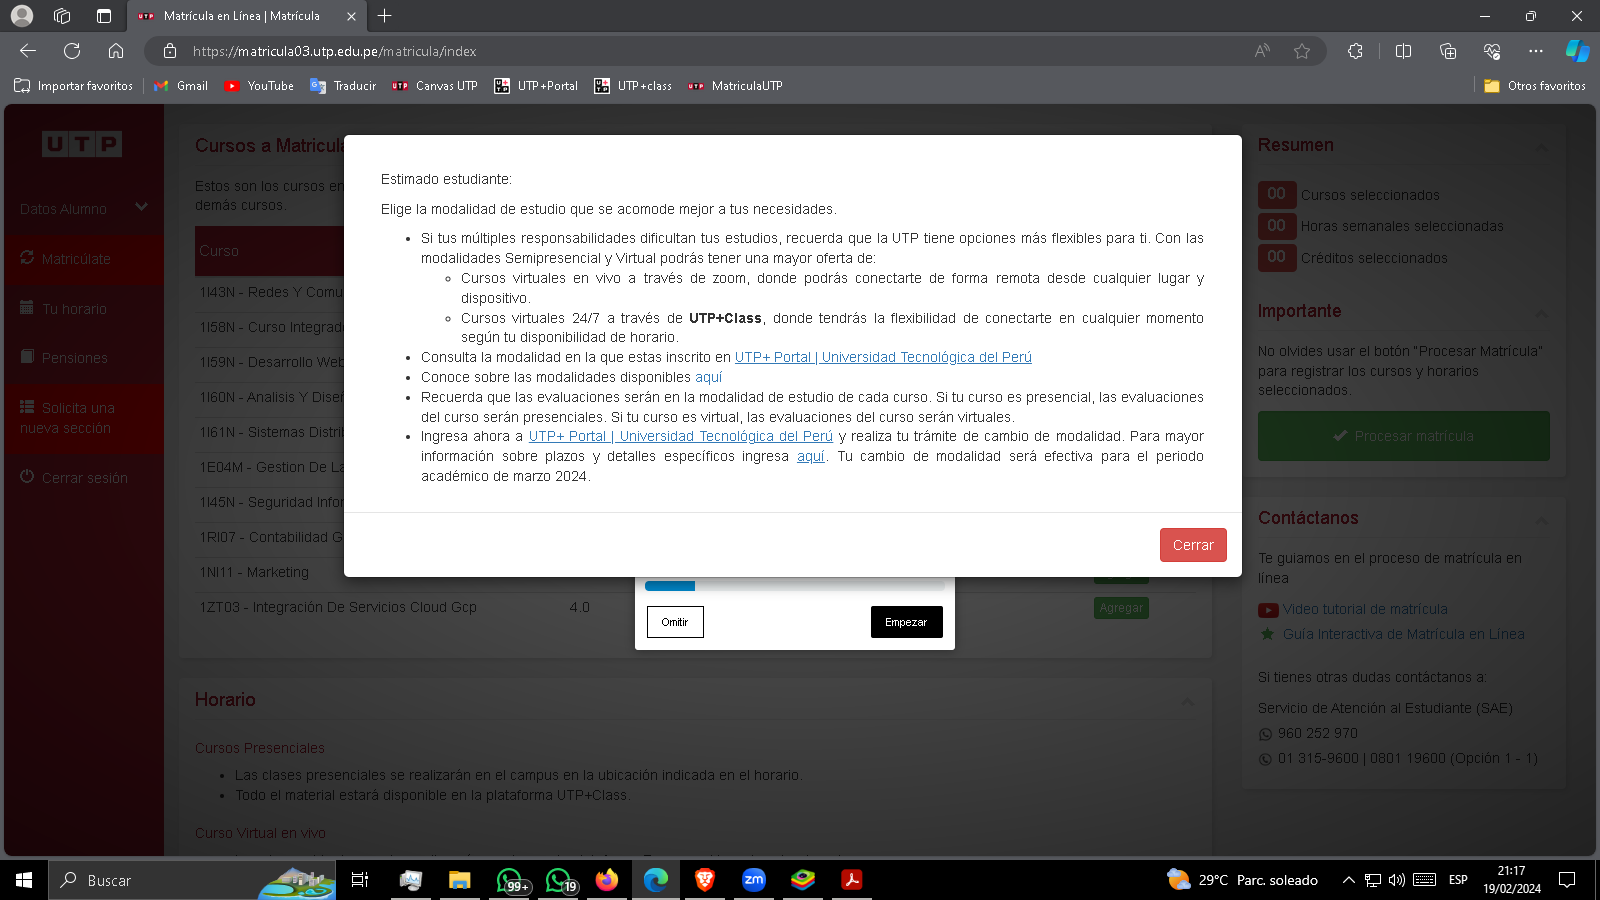 Matrícula en Línea | Matrícula
https://matricula03.utp.edu.pe/matricula/index
Importar favoritos
Gmail
YouTube
Traducir
Canvas UTP
UTP+Portal
UTP+class
MatriculaUTP
Otros favoritos
UTP
Datos Alumno
Matricúlate
Tu horario
Pensiones
Solicita una
nueva sección
Cerrar sesión
Cursos a Matricula
Estos son los cursos en
demás cursos.
Curso
1I43N - Redes Y Comu
1I58N - Curso Integrado
1I59N - Desarrollo Web
1I60N - Analisis Y Diseñ
1I61N - Sistemas Distrib
1E04M - Gestion De La
1I45N - Seguridad Infor
1RI07 - Contabilidad G
1NI11 - Marketing
1ZT03 - Integración De Servicios Cloud Gcp
4.0
Agregar
Estimado estudiante:
Elige la modalidad de estudio que se acomode mejor a tus necesidades.
• Si tus múltiples responsabilidades dificultan tus estudios, recuerda que la UTP tiene opciones más flexibles para ti. Con las
modalidades Semipresencial y Virtual podrás tener una mayor oferta de:
◦ Cursos virtuales en vivo a través de zoom, donde podrás conectarte de forma remota desde cualquier lugar y
dispositivo.
◦ Cursos virtuales 24/7 a través de UTP+Class, donde tendrás la flexibilidad de conectarte en cualquier momento
según tu disponibilidad de horario.
• Consulta la modalidad en la que estas inscrito en UTP+ Portal | Universidad Tecnológica del Perú
• Conoce sobre las modalidades disponibles aquí
• Recuerda que las evaluaciones serán en la modalidad de estudio de cada curso. Si tu curso es presencial, las evaluaciones
del curso serán presenciales. Si tu curso es virtual, las evaluaciones del curso serán virtuales.
• Ingresa ahora a UTP+ Portal | Universidad Tecnológica del Perú y realiza tu trámite de cambio de modalidad. Para mayor
información sobre plazos y detalles específicos ingresa aquí. Tu cambio de modalidad será efectiva para el periodo
académico de marzo 2024.
Cerrar
Omitir
Empezar
Horario
Cursos Presenciales
• Las clases presenciales se realizarán en el campus en la ubicación indicada en el horario.
• Todo el material estará disponible en la plataforma UTP+Class.
Curso Virtual en vivo
Resumen
00 Cursos seleccionados
00 Horas semanales seleccionadas
00 Créditos seleccionados
Importante
No olvides usar el botón "Procesar Matrícula"
para registrar los cursos y horarios
seleccionados.
Procesar matrícula
Contáctanos
Te guiamos en el proceso de matrícula en
línea
Video tutorial de matrícula
Guía Interactiva de Matrícula en Línea
Si tienes otras dudas contáctanos a:
Servicio de Atención al Estudiante (SAE)
960 252 970
01 315-9600 | 0801 19600 (Opción 1 - 1)
Buscar
99+
19
zm
29°C Parc. soleado
ESP
21:17
19/02/2024